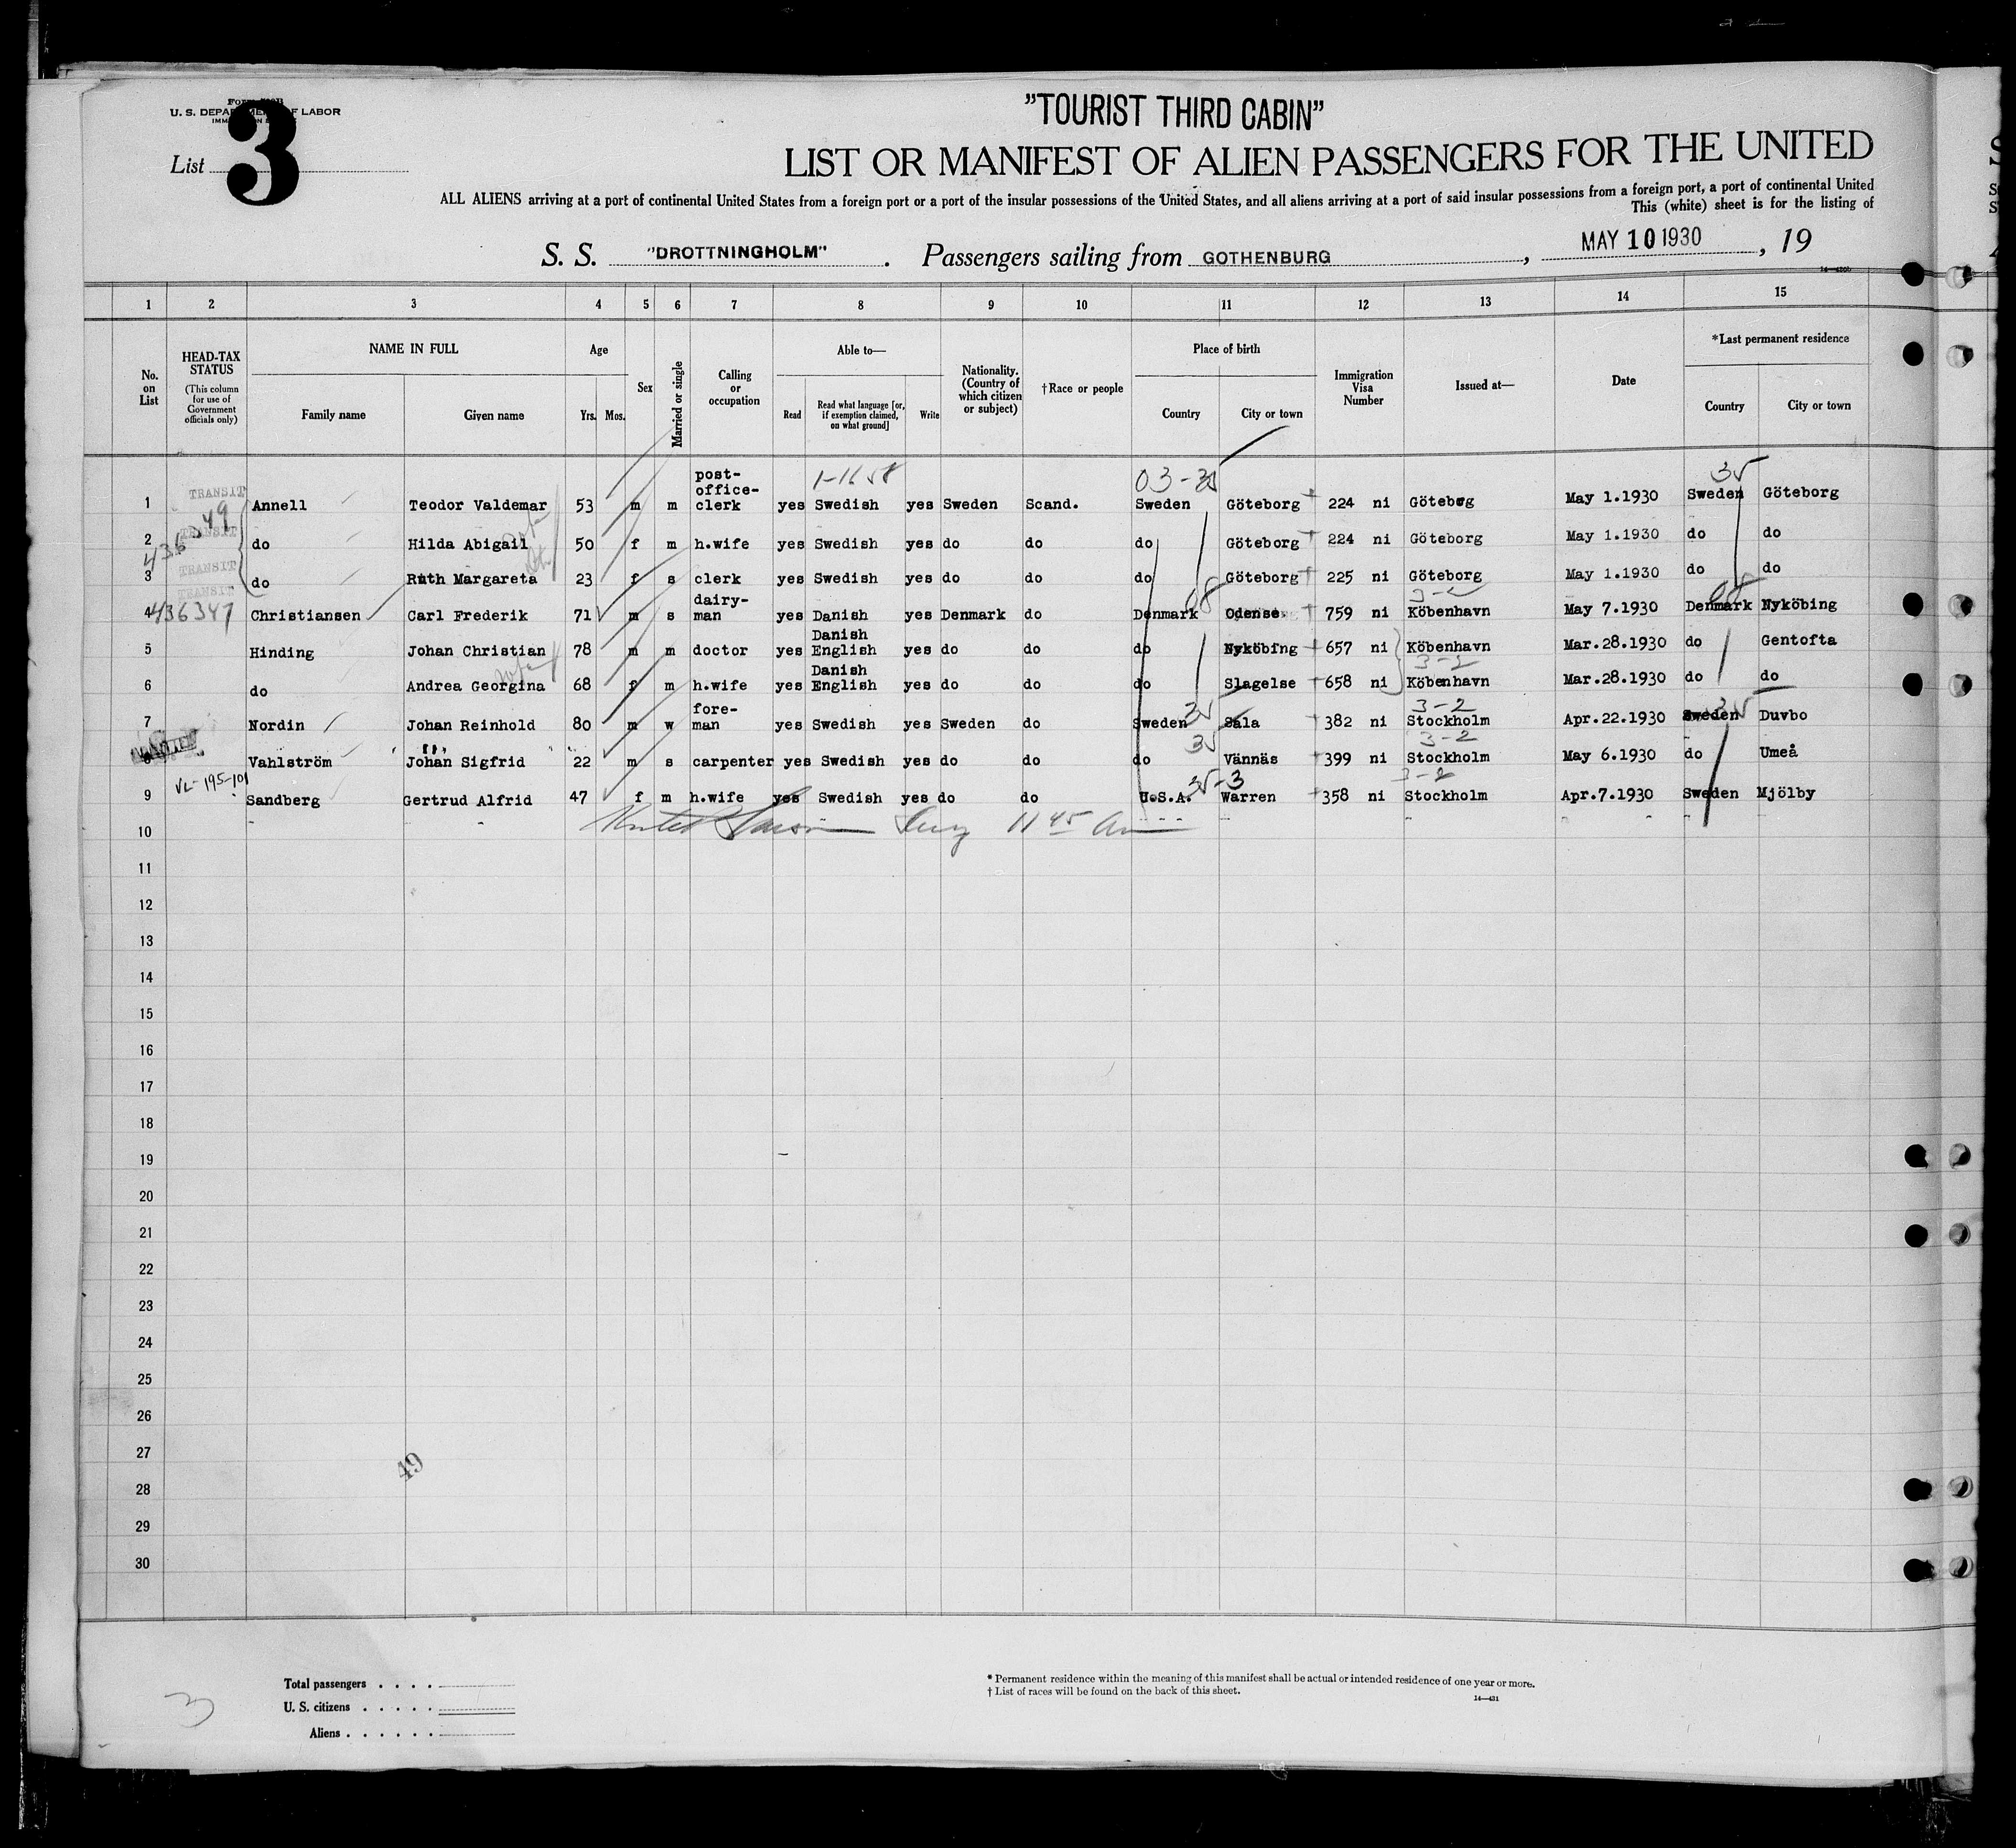 "TOURIST THIRD CABIN"
U. S. DEPARTMENT OF LABOR
List 3
LIST OR MANIFEST OF ALIEN PASSENGERS FOR THE UNITED
ALL ALIENS arriving at a port of continental United States from a foreign port or a port of the insular possessions of the United States, and all aliens arriving at a port of said insular possessions from a foreign port, a port of continental United
This (white) sheet is for the listing of
S. S. "DROTTNINGHOLM". Passengers sailing from GOTHENBURG, MAY 10 1930, 19
1 2 3 4 5 6 7 8 9 10 11 12 13 14 15
No. on List
HEAD-TAX STATUS (This column for use of Government officials only)
NAME IN FULL Family name Given name
Age Yrs. Mos.
Sex
Married or single
Calling or occupation
Able to— Read Read what language [or, if exemption claimed, on what ground] Write
Nationality. (Country of which citizen or subject)
†Race or people
Place of birth Country City or town
Immigration Visa Number
Issued at—
Date
*Last permanent residence Country City or town
1-1658 03-35 35
1 TRANSIT Annell Teodor Valdemar 53 m m post-office-clerk yes Swedish yes Sweden Scand. Sweden Göteborg 224 ni Göteborg May 1.1930 Sweden Göteborg
2 TRANSIT do Hilda Abigail 50 f m h.wife yes Swedish yes do do do Göteborg 224 ni Göteborg May 1.1930 do do
3 TRANSIT do Ruth Margareta 23 f s clerk yes Swedish yes do do do Göteborg 225 ni Göteborg May 1.1930 do do
4 TRANSIT 436347 Christiansen Carl Frederik 71 m s dairy-man yes Danish yes Denmark do Denmark Odense. 759 ni Köbenhavn May 7.1930 Denmark Nyköbing
5 Hinding Johan Christian 78 m m doctor yes Danish English yes do do do Nyköbing 657 ni Köbenhavn Mar.28.1930 do Gentofta
6 do Andrea Georgina 68 f m h.wife yes Danish English yes do do do Slagelse 658 ni Köbenhavn Mar.28.1930 do do
7 Nordin Johan Reinhold 80 m w fore-man yes Swedish yes Sweden do Sweden Sala 382 ni Stockholm Apr.22.1930 Sweden Duvbo
8 Vahlström Johan Sigfrid 22 m s carpenter yes Swedish yes do do do Vännäs 399 ni Stockholm May 6.1930 do Umeå
9 Sandberg Gertrud Alfrid 47 f m h.wife yes Swedish yes do do U.S.A. Warren 358 ni Stockholm Apr.7.1930 Sweden Mjölby
10
11
12
13
14
15
16
17
18
19
20
21
22
23
24
25
26
27
28
29
30
49
Total passengers . . . .
U. S. citizens . . . . .
Aliens . . . . . .
3
* Permanent residence within the meaning of this manifest shall be actual or intended residence of one year or more.
† List of races will be found on the back of this sheet.
14—431